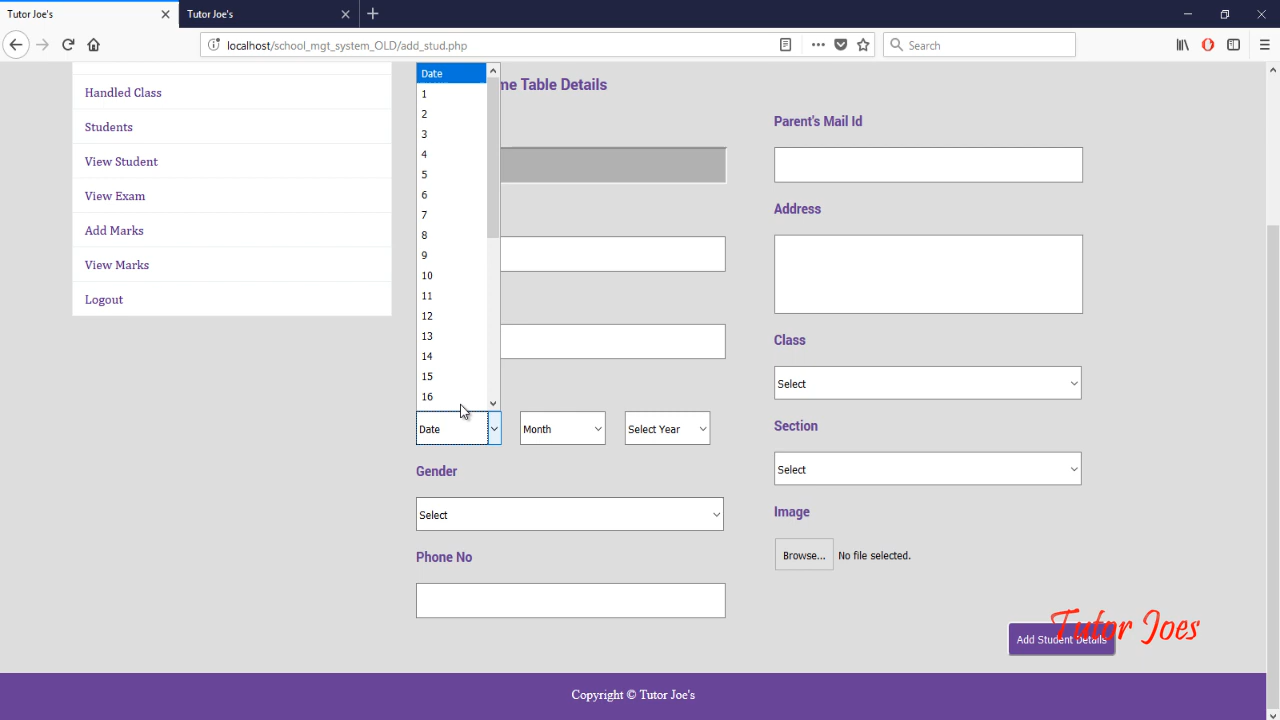 Tutor Joe's
Tutor Joe's
localhost/school_mgt_system_OLD/add_stud.php
Search
Handled Class
Students
View Student
View Exam
Add Marks
View Marks
Logout
me Table Details
Date
1
2
3
4
5
6
7
8
9
10
11
12
13
14
15
16
Date
Month
Select Year
Gender
Select
Phone No
Parent's Mail Id
Address
Class
Select
Section
Select
Image
Browse...
No file selected.
Add Student Details
Tutor Joes
Copyright © Tutor Joe's